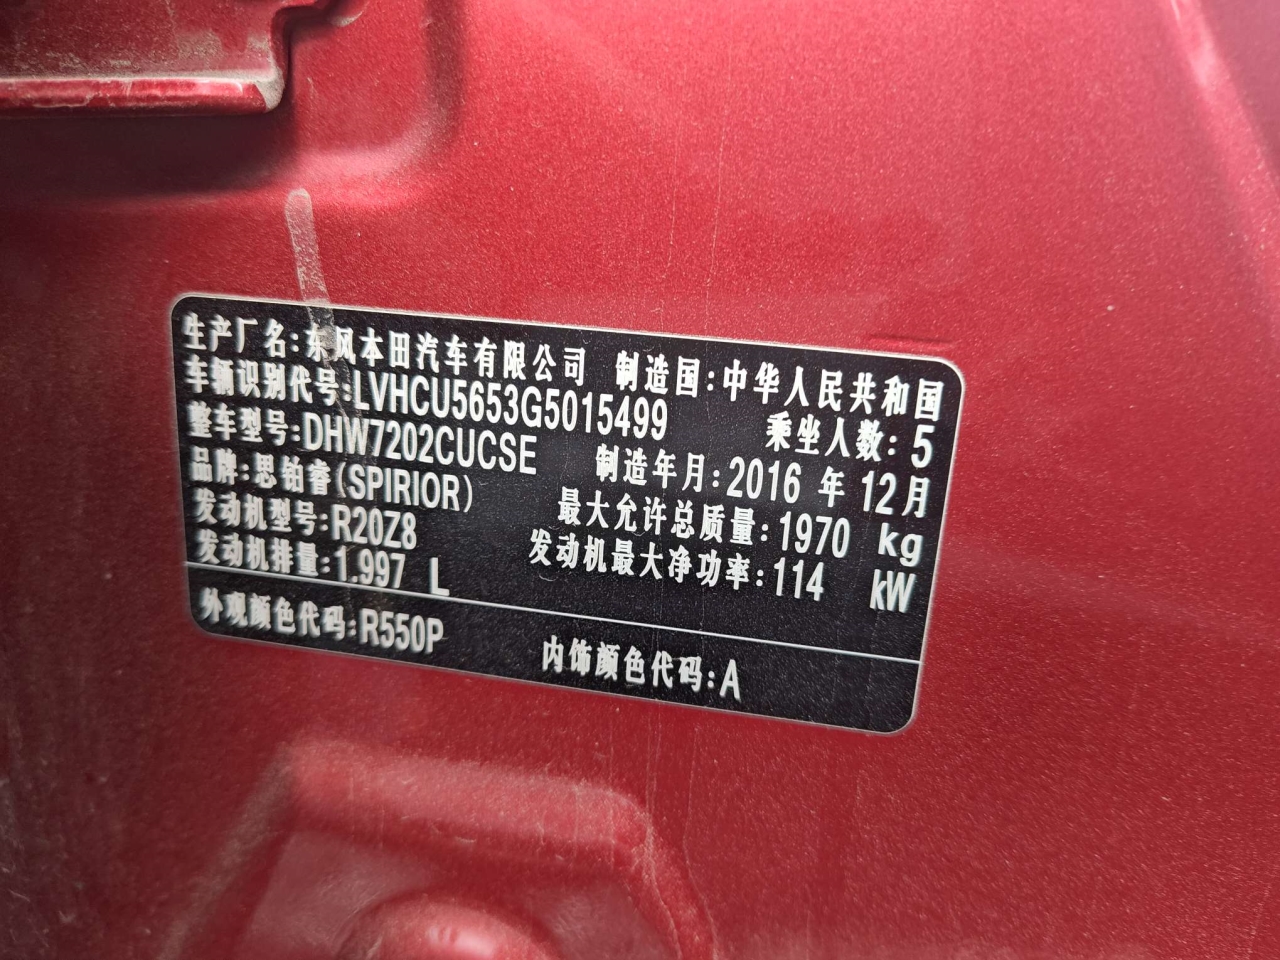 生产厂名:东风本田汽车有限公司 制造国:中华人民共和国
车辆识别代号:LVHCU5653G5015499 乘坐人数:5
整车型号:DHW7202CUCSE 制造年月:2016 年 12月
品牌:思铂睿(SPIRIOR) 最大允许总质量:1970 kg
发动机型号:R20Z8 发动机最大净功率:114 kW
发动机排量:1.997 L
外观颜色代码:R550P 内饰颜色代码:A